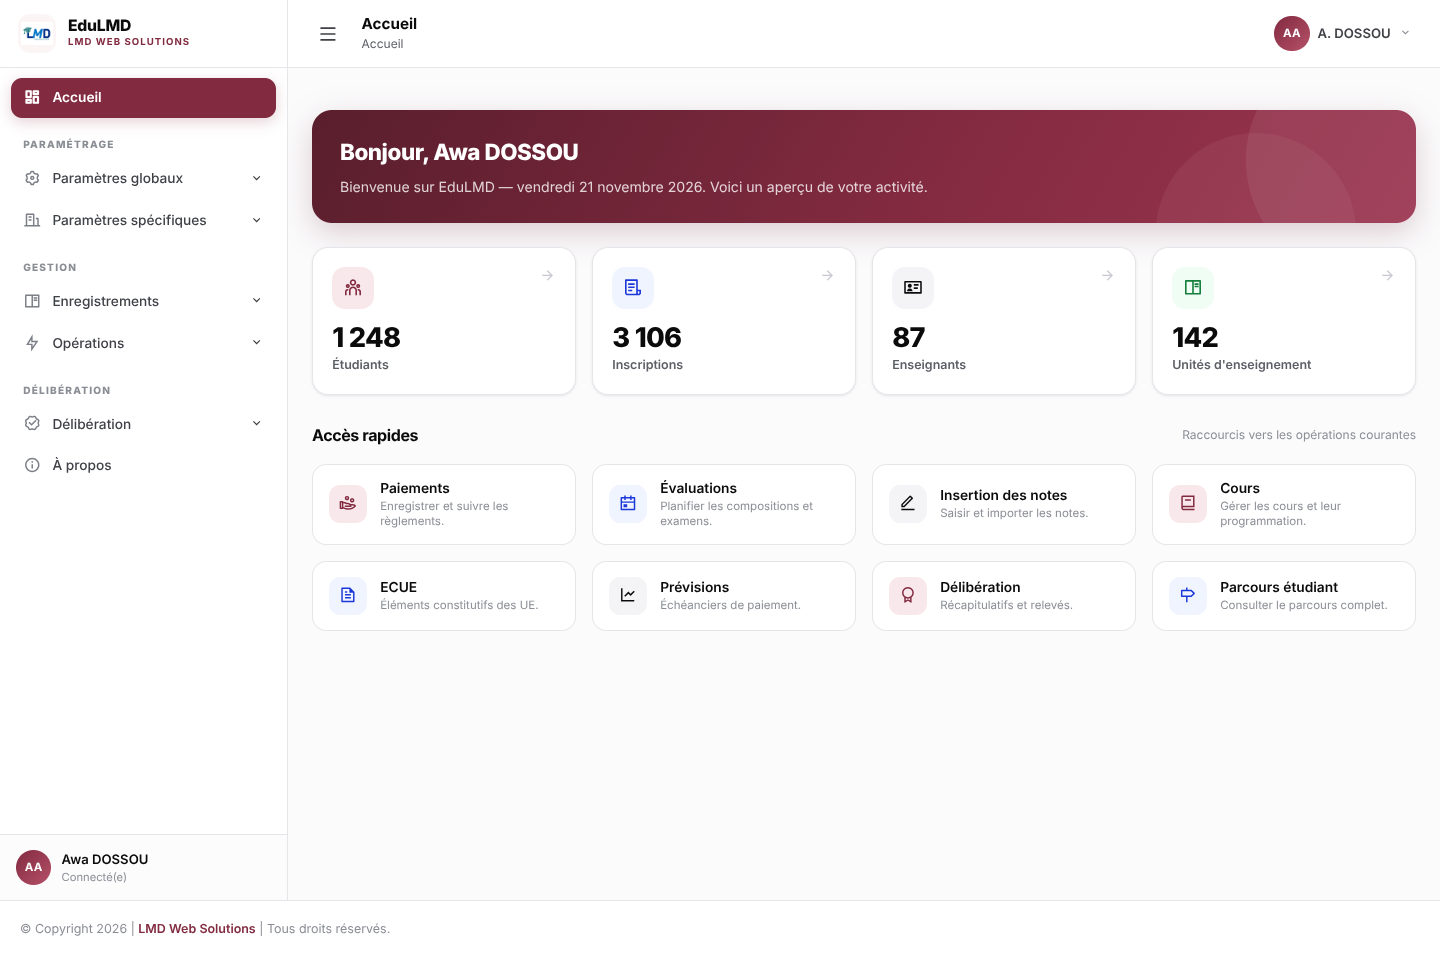 LMD
EduLMD
LMD WEB SOLUTIONS
Accueil
Accueil
AA
A. DOSSOU
Accueil
PARAMÉTRAGE
Paramètres globaux
Paramètres spécifiques
GESTION
Enregistrements
Opérations
DÉLIBÉRATION
Délibération
À propos
Bonjour, Awa DOSSOU
Bienvenue sur EduLMD — vendredi 21 novembre 2026. Voici un aperçu de votre activité.
1 248
Étudiants
3 106
Inscriptions
87
Enseignants
142
Unités d'enseignement
Accès rapides
Raccourcis vers les opérations courantes
Paiements
Enregistrer et suivre les
règlements.
Évaluations
Planifier les compositions et
examens.
Insertion des notes
Saisir et importer les notes.
Cours
Gérer les cours et leur
programmation.
ECUE
Éléments constitutifs des UE.
Prévisions
Échéanciers de paiement.
Délibération
Récapitulatifs et relevés.
Parcours étudiant
Consulter le parcours complet.
AA
Awa DOSSOU
Connecté(e)
© Copyright 2026 | LMD Web Solutions | Tous droits réservés.